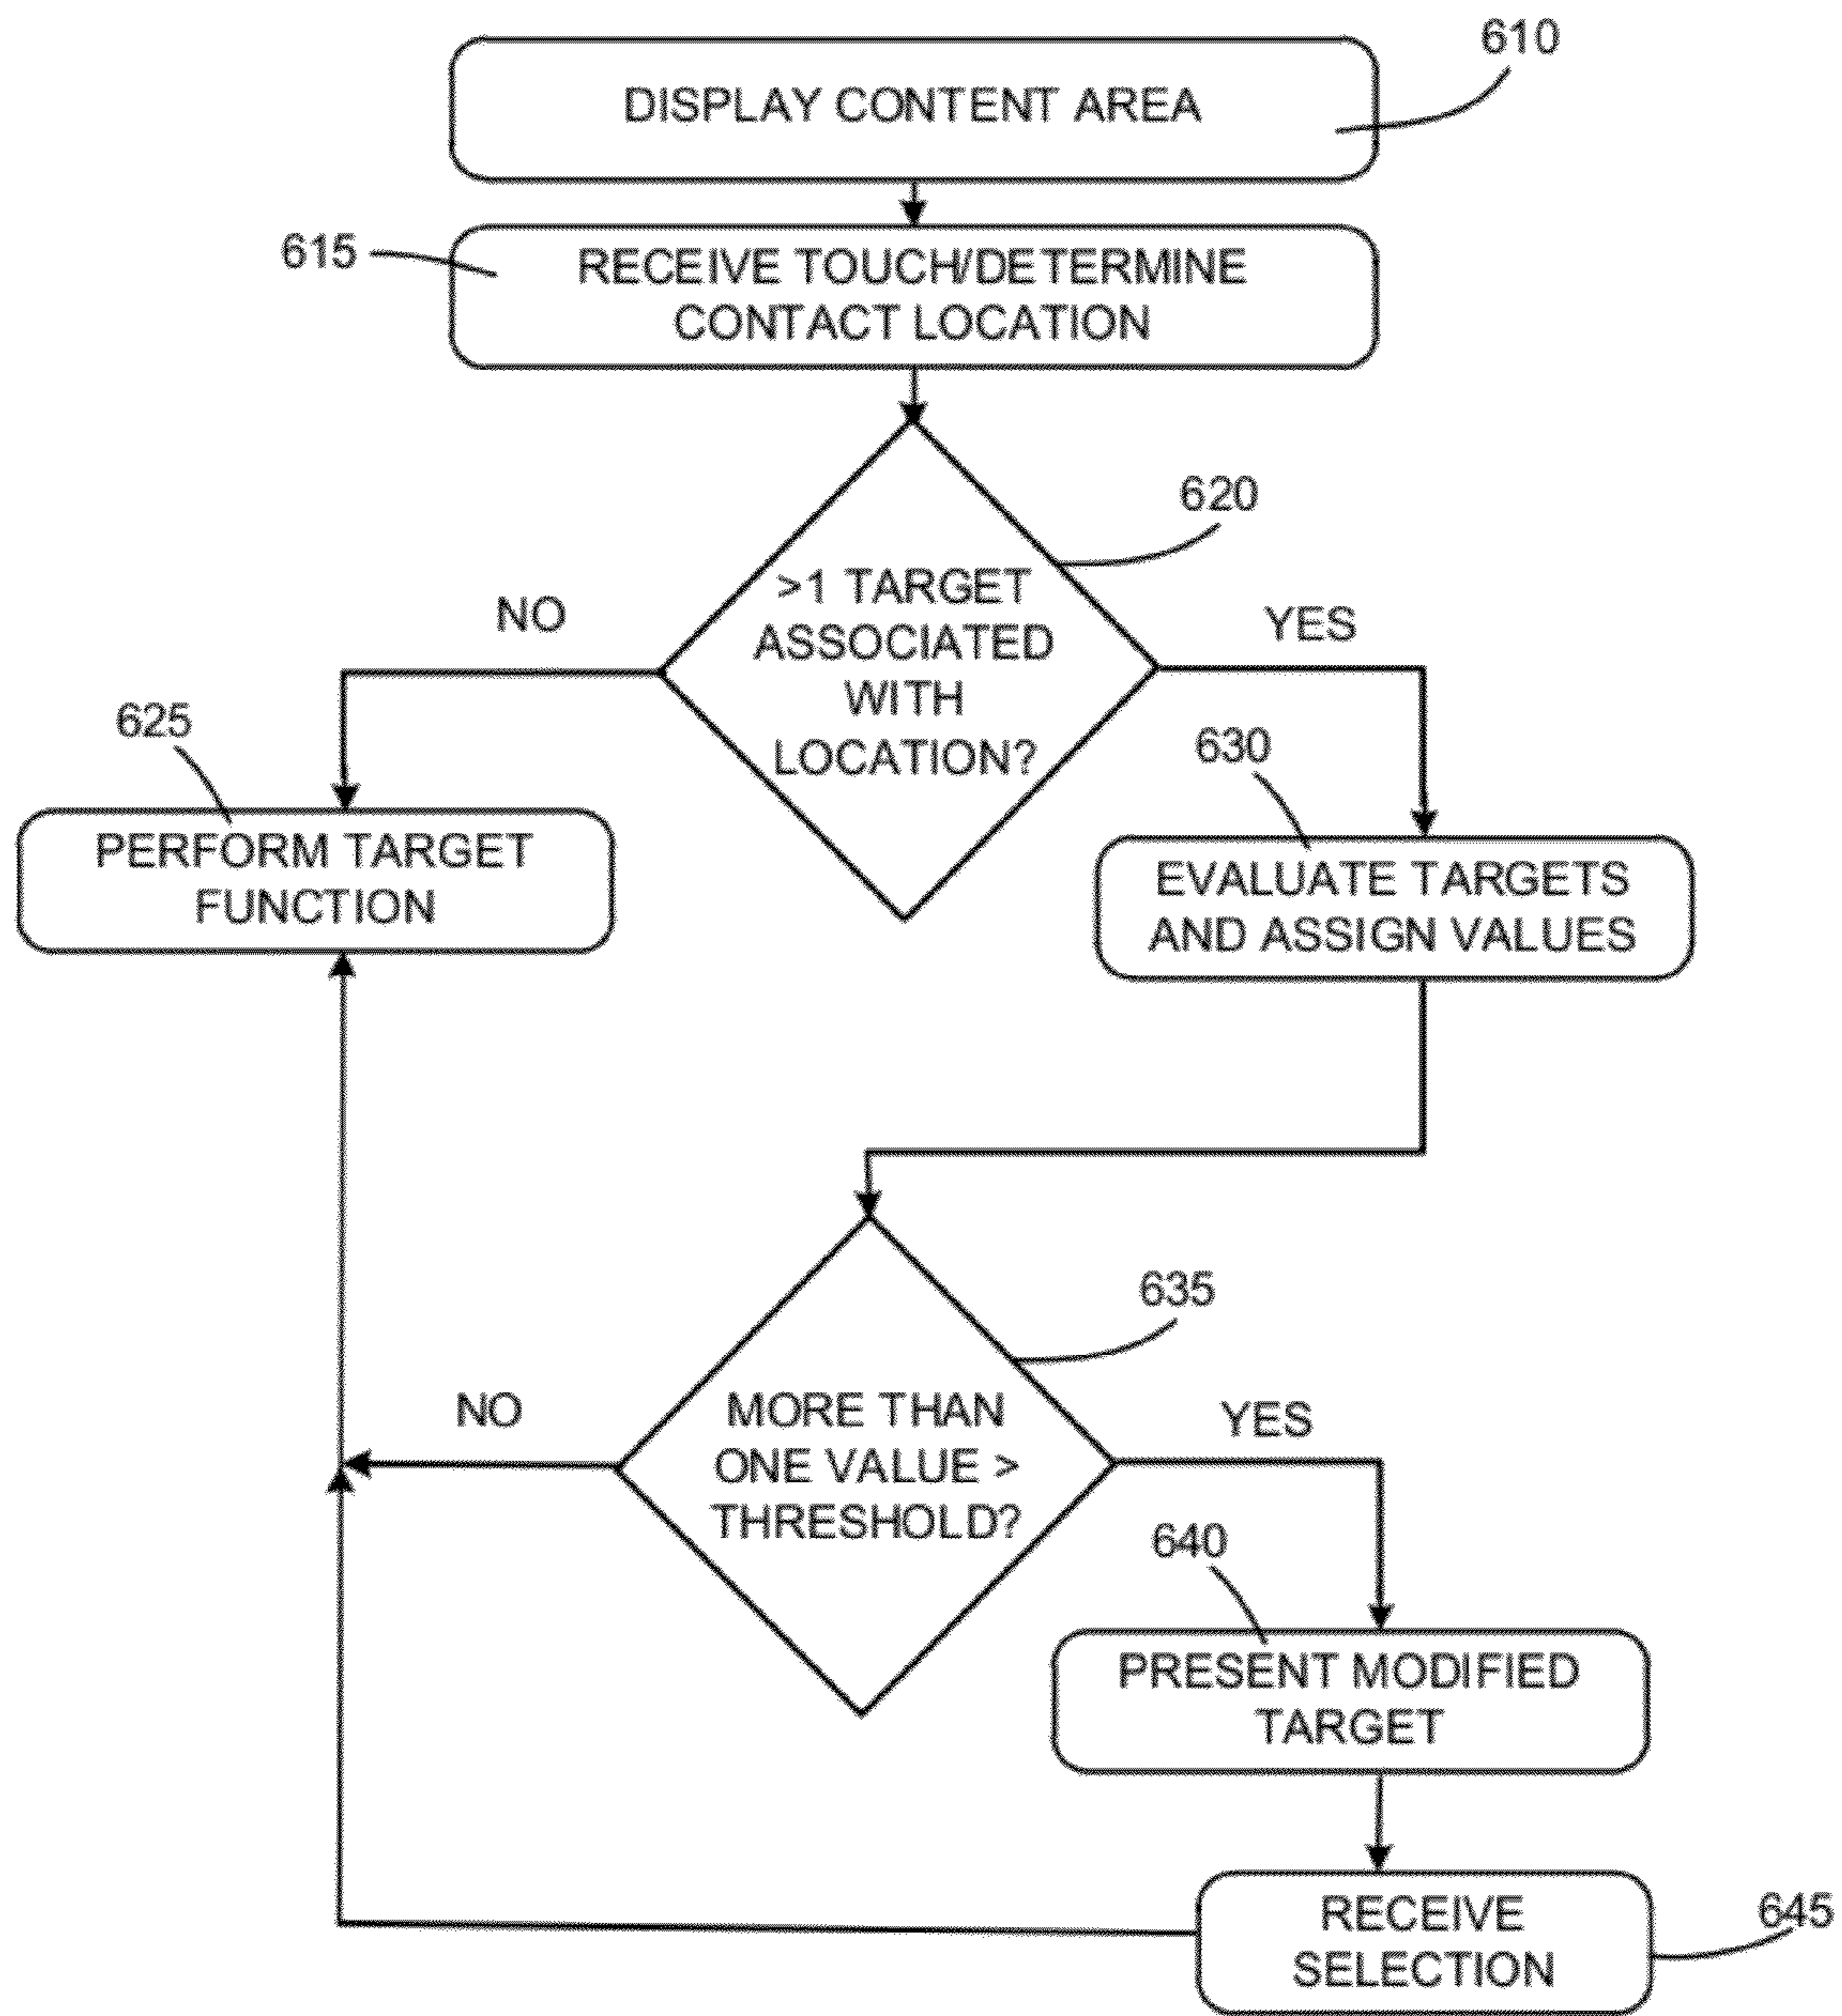 610
DISPLAY CONTENT AREA
615
RECEIVE TOUCH/DETERMINE
CONTACT LOCATION
620
>1 TARGET
ASSOCIATED
WITH
LOCATION?
NO
YES
625
PERFORM TARGET
FUNCTION
630
EVALUATE TARGETS
AND ASSIGN VALUES
635
MORE THAN
ONE VALUE >
THRESHOLD?
NO
YES
640
PRESENT MODIFIED
TARGET
RECEIVE
SELECTION
645